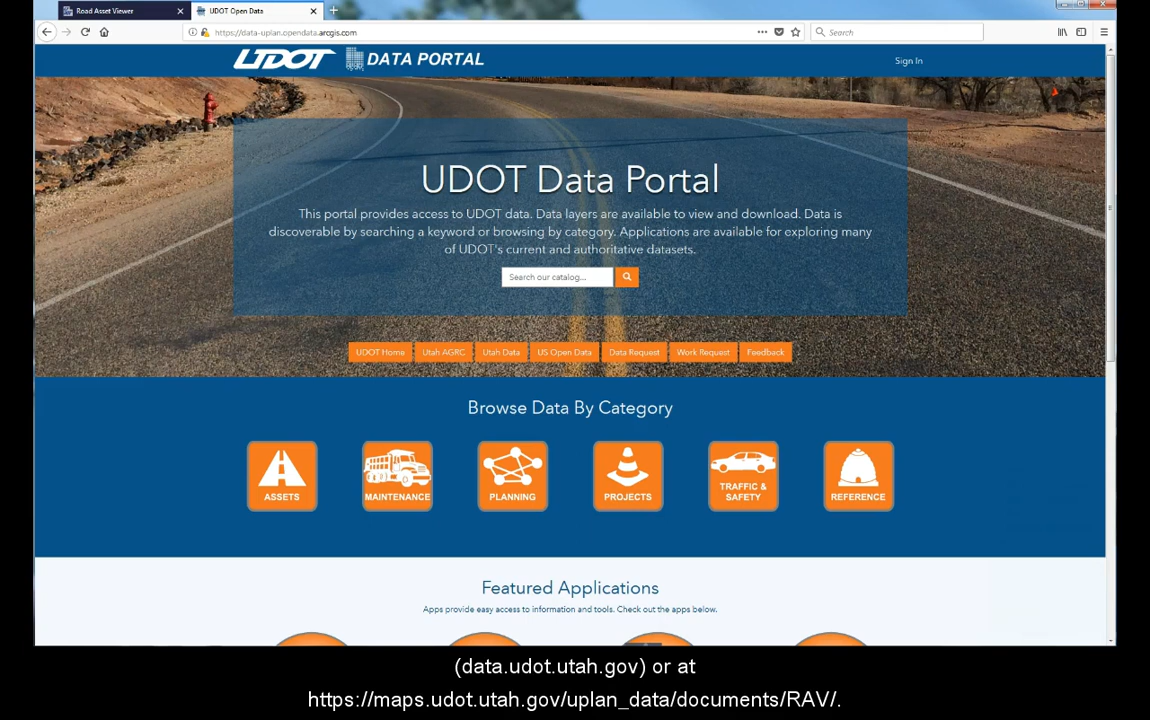 Road Asset Viewer
UDOT Open Data
https://data-uplan.opendata.arcgis.com
Search
UDOT DATA PORTAL
Sign In
UDOT Data Portal
This portal provides access to UDOT data. Data layers are available to view and download. Data is
discoverable by searching a keyword or browsing by category. Applications are available for exploring many
of UDOT's current and authoritative datasets.
Search our catalog...
UDOT Home Utah AGRC Utah Data US Open Data Data Request Work Request Feedback
Browse Data By Category
ASSETS MAINTENANCE PLANNING PROJECTS TRAFFIC & SAFETY REFERENCE
Featured Applications
Apps provide easy access to information and tools. Check out the apps below.
(data.udot.utah.gov) or at
https://maps.udot.utah.gov/uplan_data/documents/RAV/.